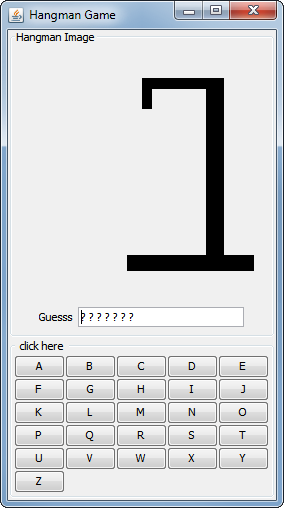 Hangman Game
Hangman Image
Guesss ? ? ? ? ? ? ?
click here
A B C D E
F G H I J
K L M N O
P Q R S T
U V W X Y
Z